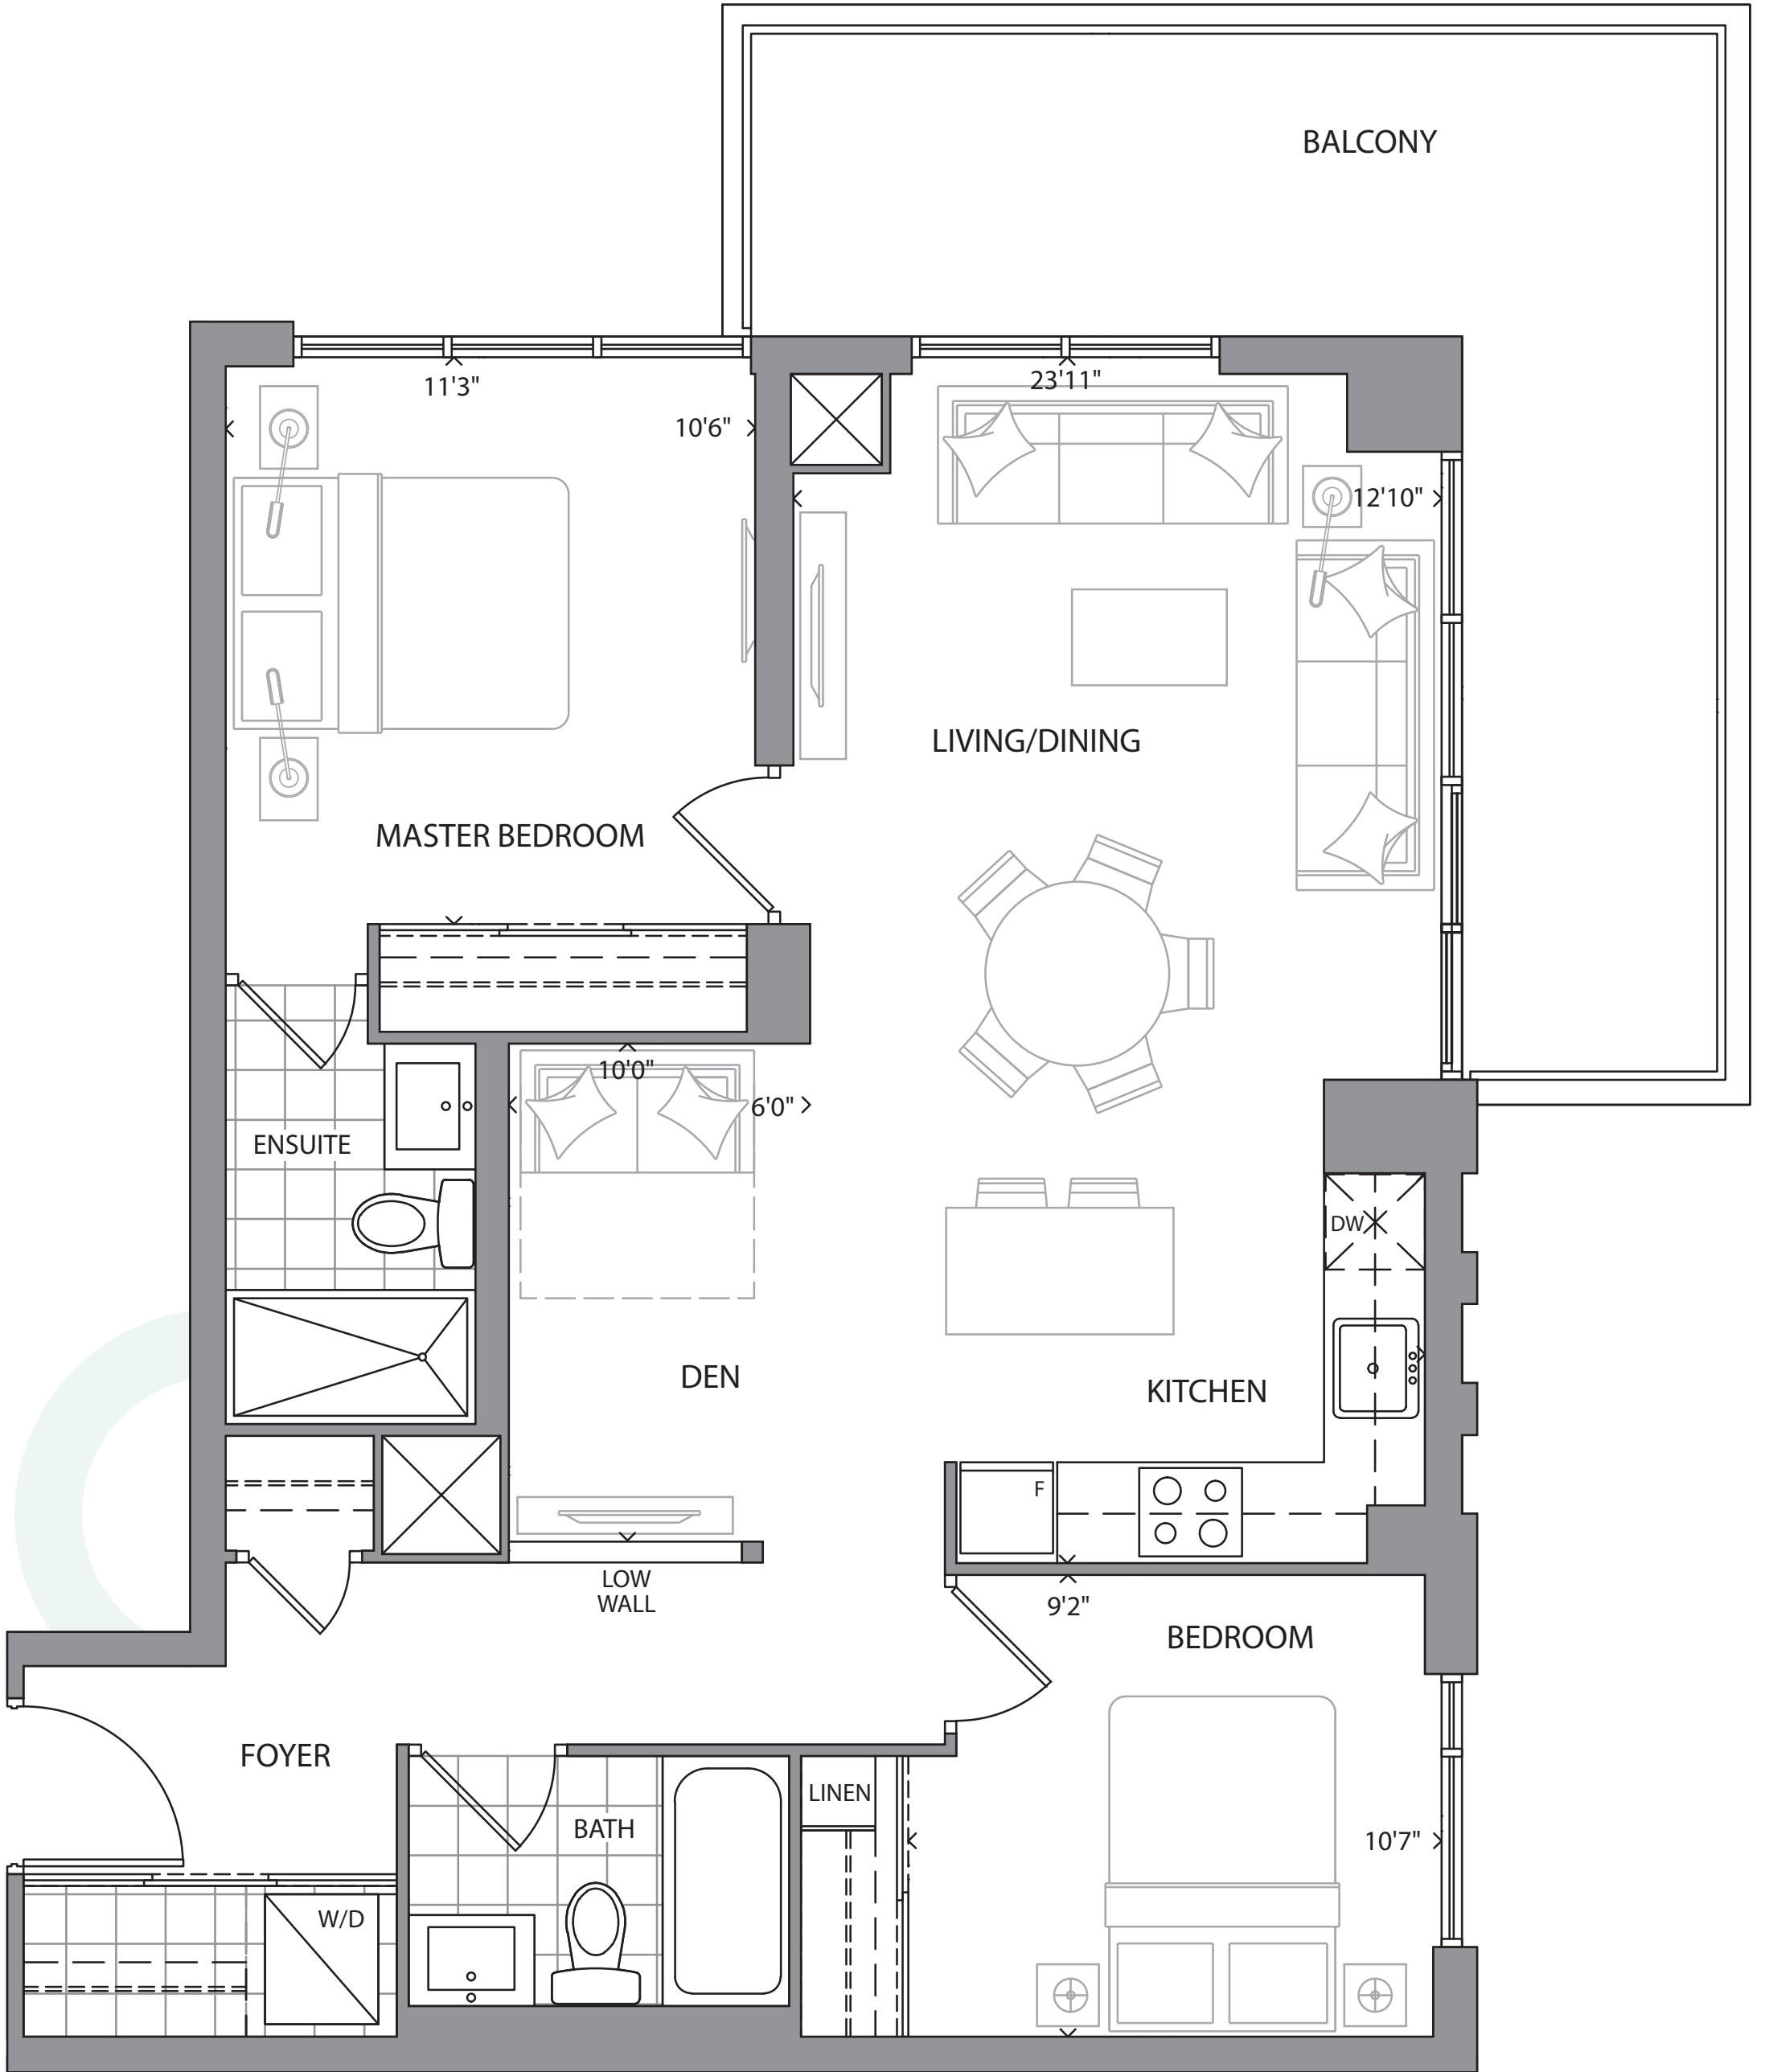 BALCONY
11'3"
23'11"
10'6"
12'10"
LIVING/DINING
MASTER BEDROOM
10'0"
6'0"
ENSUITE
DW
DEN
KITCHEN
F
LOW
WALL
9'2"
BEDROOM
FOYER
LINEN
BATH
10'7"
W/D